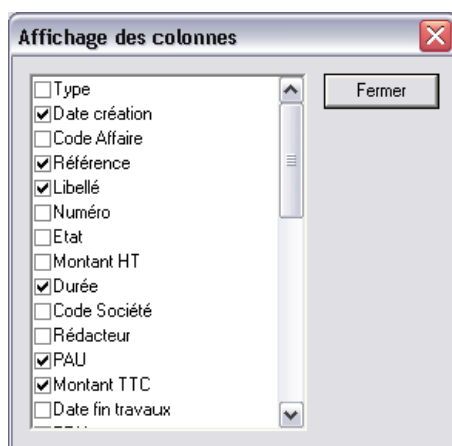 Affichage des colonnes
Type
Fermer
Date création
Code Affaire
Référence
Libellé
Numéro
Etat
Montant HT
Durée
Code Société
Rédacteur
PAU
Montant TTC
Date fin travaux